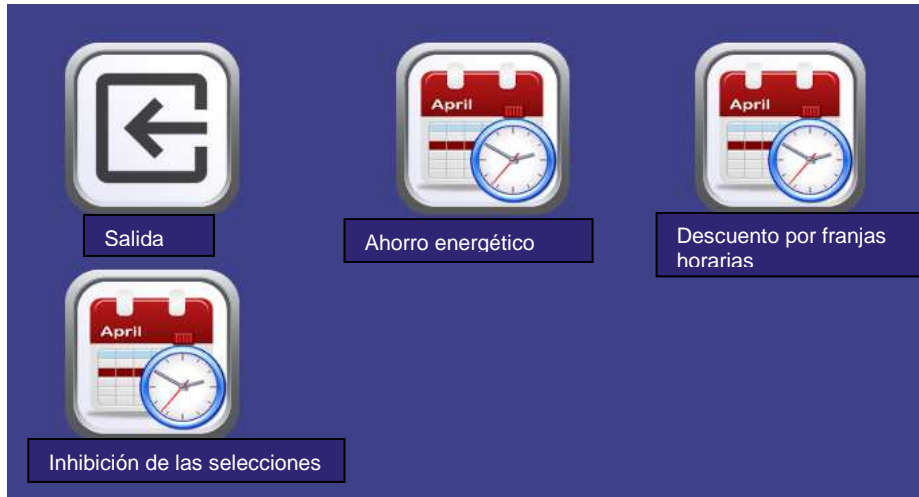 April
April
Salida
Ahorro energético
Descuento por franjas
horarias
April
Inhibición de las selecciones